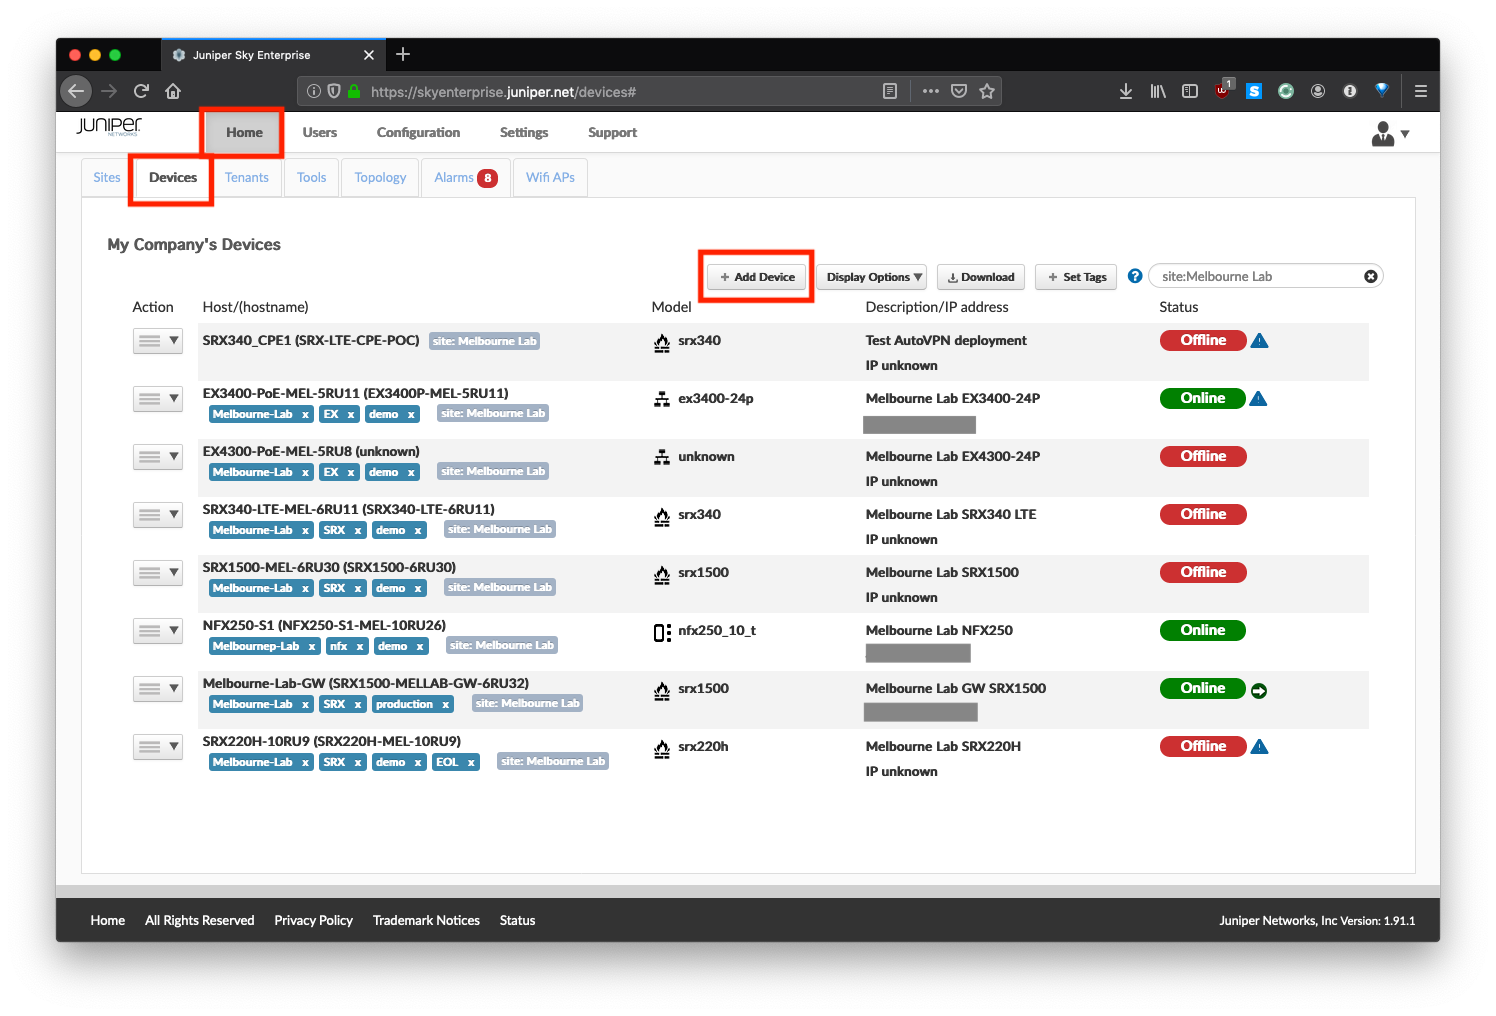 Juniper Sky Enterprise
https://skyenterprise.juniper.net/devices#
1
JUNIPER NETWORKS
Home Users Configuration Settings Support
Sites Devices Tenants Tools Topology Alarms 8 Wifi APs
My Company's Devices
+ Add Device Display Options Download + Set Tags ? site:Melbourne Lab
Action Host/(hostname) Model Description/IP address Status
SRX340_CPE1 (SRX-LTE-CPE-POC) site: Melbourne Lab srx340 Test AutoVPN deployment Offline
IP unknown
EX3400-PoE-MEL-5RU11 (EX3400P-MEL-5RU11) ex3400-24p Melbourne Lab EX3400-24P Online
Melbourne-Lab x EX x demo x site: Melbourne Lab
EX4300-PoE-MEL-5RU8 (unknown) unknown Melbourne Lab EX4300-24P Offline
Melbourne-Lab x EX x demo x site: Melbourne Lab IP unknown
SRX340-LTE-MEL-6RU11 (SRX340-LTE-6RU11) srx340 Melbourne Lab SRX340 LTE Offline
Melbourne-Lab x SRX x demo x site: Melbourne Lab IP unknown
SRX1500-MEL-6RU30 (SRX1500-6RU30) srx1500 Melbourne Lab SRX1500 Offline
Melbourne-Lab x SRX x demo x site: Melbourne Lab IP unknown
NFX250-S1 (NFX250-S1-MEL-10RU26) nfx250_10_t Melbourne Lab NFX250 Online
Melbournep-Lab x nfx x demo x site: Melbourne Lab
Melbourne-Lab-GW (SRX1500-MELLAB-GW-6RU32) srx1500 Melbourne Lab GW SRX1500 Online
Melbourne-Lab x SRX x production x site: Melbourne Lab
SRX220H-10RU9 (SRX220H-MEL-10RU9) srx220h Melbourne Lab SRX220H Offline
Melbourne-Lab x SRX x demo x EOL x site: Melbourne Lab IP unknown
Home All Rights Reserved Privacy Policy Trademark Notices Status Juniper Networks, Inc Version: 1.91.1